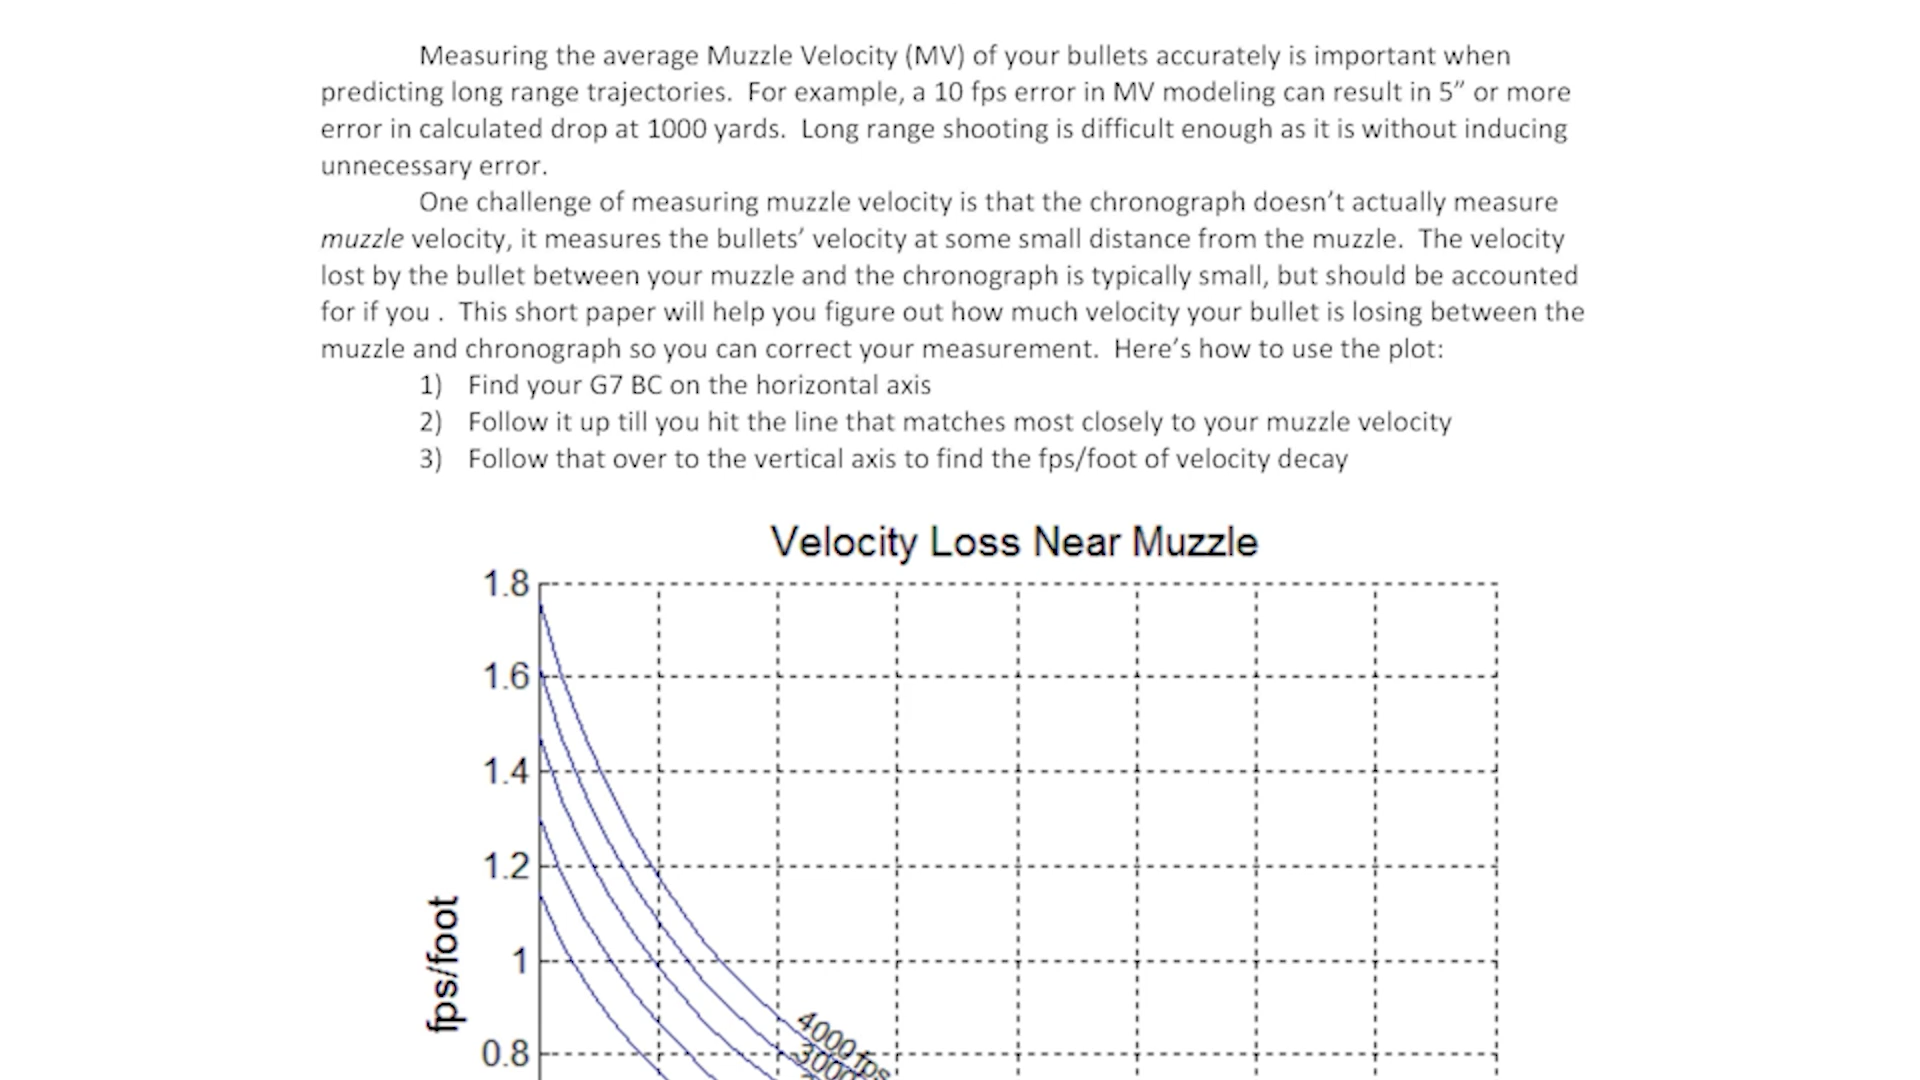 Measuring the average Muzzle Velocity (MV) of your bullets accurately is important when
predicting long range trajectories.  For example, a 10 fps error in MV modeling can result in 5” or more
error in calculated drop at 1000 yards.  Long range shooting is difficult enough as it is without inducing
unnecessary error.
One challenge of measuring muzzle velocity is that the chronograph doesn’t actually measure
muzzle velocity, it measures the bullets’ velocity at some small distance from the muzzle.  The velocity
lost by the bullet between your muzzle and the chronograph is typically small, but should be accounted
for if you .  This short paper will help you figure out how much velocity your bullet is losing between the
muzzle and chronograph so you can correct your measurement.  Here’s how to use the plot:
1) Find your G7 BC on the horizontal axis
2) Follow it up till you hit the line that matches most closely to your muzzle velocity
3) Follow that over to the vertical axis to find the fps/foot of velocity decay
Velocity Loss Near Muzzle
1.8
1.6
1.4
1.2
1
0.8
fps/foot
4000 fps
3000